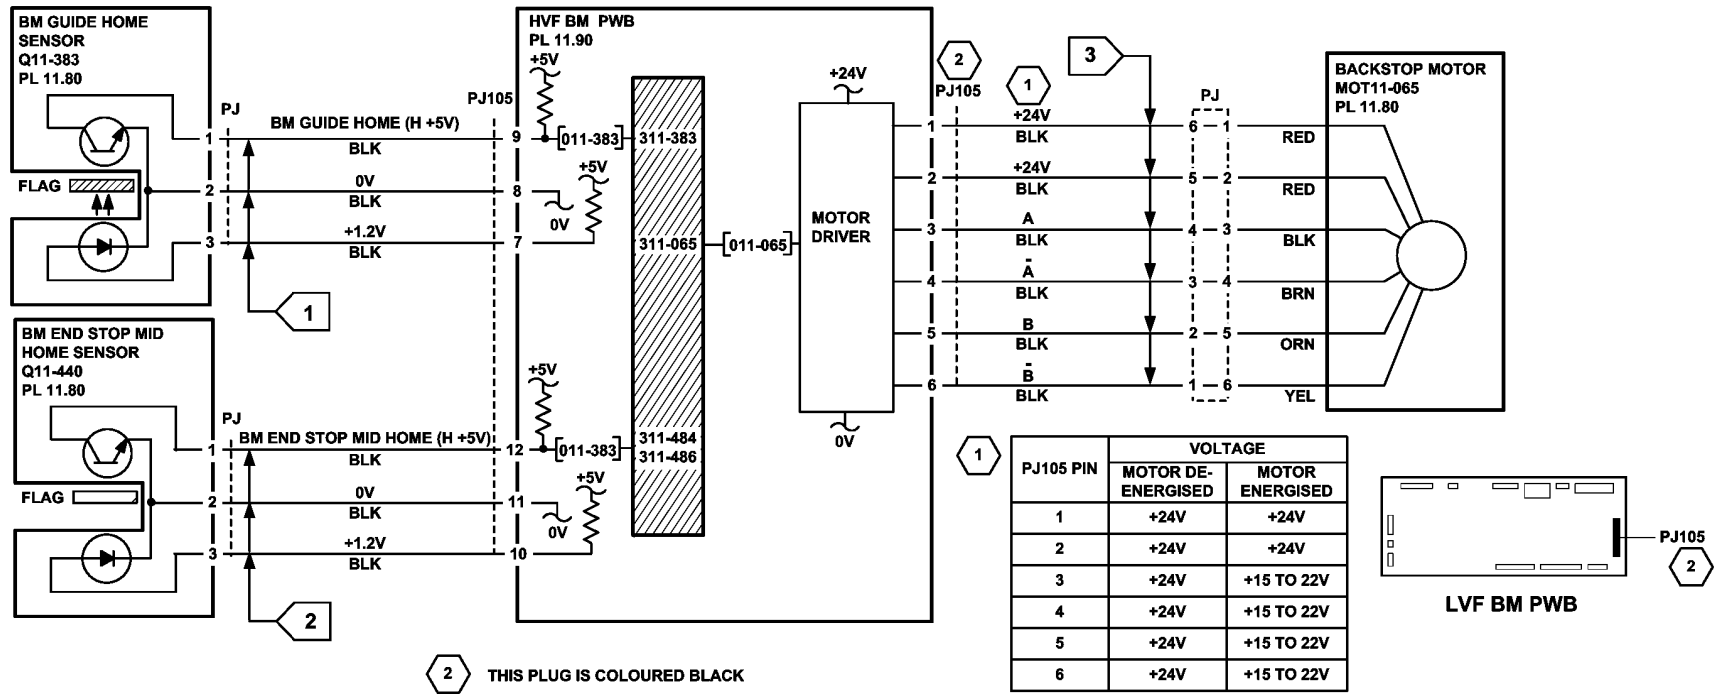 BM GUIDE HOME
SENSOR
Q11-383
PL 11.80
FLAG
1
2
3
PJ
BM GUIDE HOME (H +5V)
BLK
0V
BLK
+1.2V
BLK
1
BM END STOP MID
HOME SENSOR
Q11-440
PL 11.80
FLAG
1
2
3
PJ
BM END STOP MID HOME (H +5V)
BLK
0V
BLK
+1.2V
BLK
2
PJ105
9
8
7
12
11
10
HVF BM PWB
PL 11.90
+5V
[011-383]
311-383
+5V
0V
311-065
[011-065]
+5V
[011-383]
311-484
311-486
+5V
0V
+24V
MOTOR
DRIVER
0V
1
2
3
4
5
6
2
PJ105
1
+24V
BLK
+24V
BLK
A
BLK
-
A
BLK
B
BLK
-
B
BLK
3
PJ
6 1
5 2
4 3
3 4
2 5
1 6
RED
RED
BLK
BRN
ORN
YEL
BACKSTOP MOTOR
MOT11-065
PL 11.80
1
PJ105 PIN
VOLTAGE
MOTOR DE-
ENERGISED
MOTOR
ENERGISED
1 +24V +24V
2 +24V +24V
3 +24V +15 TO 22V
4 +24V +15 TO 22V
5 +24V +15 TO 22V
6 +24V +15 TO 22V
PJ105
2
LVF BM PWB
2 THIS PLUG IS COLOURED BLACK